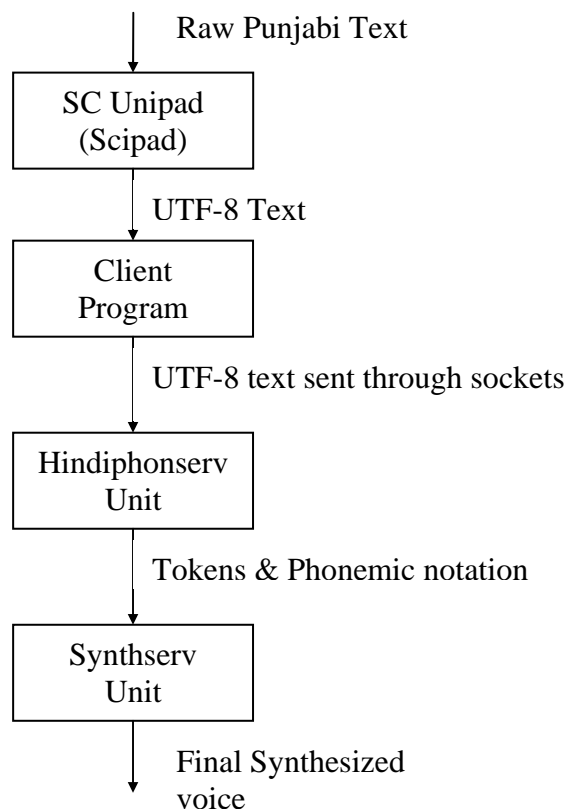 Raw Punjabi Text
SC Unipad
(Scipad)
UTF-8 Text
Client
Program
UTF-8 text sent through sockets
Hindiphonserv
Unit
Tokens & Phonemic notation
Synthserv
Unit
Final Synthesized
voice